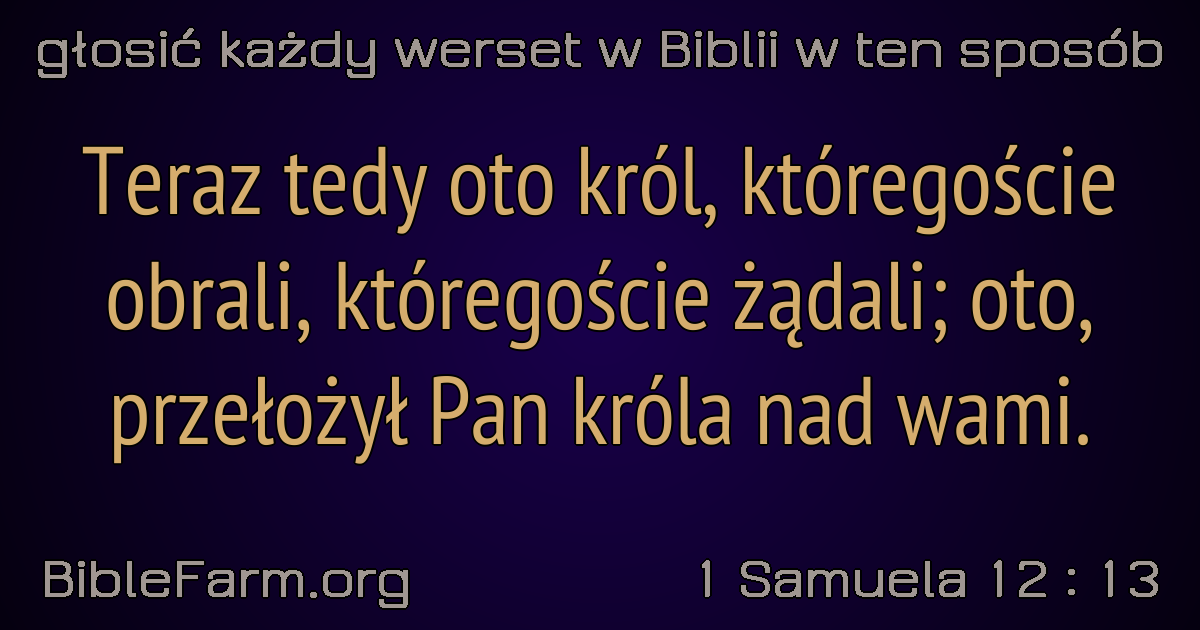 głosić każdy werset w Biblii w ten sposób
Teraz tedy oto król, któregoście
obrali, któregoście żądali; oto,
przełożył Pan króla nad wami.
BibleFarm.org
1 Samuela 12 : 13